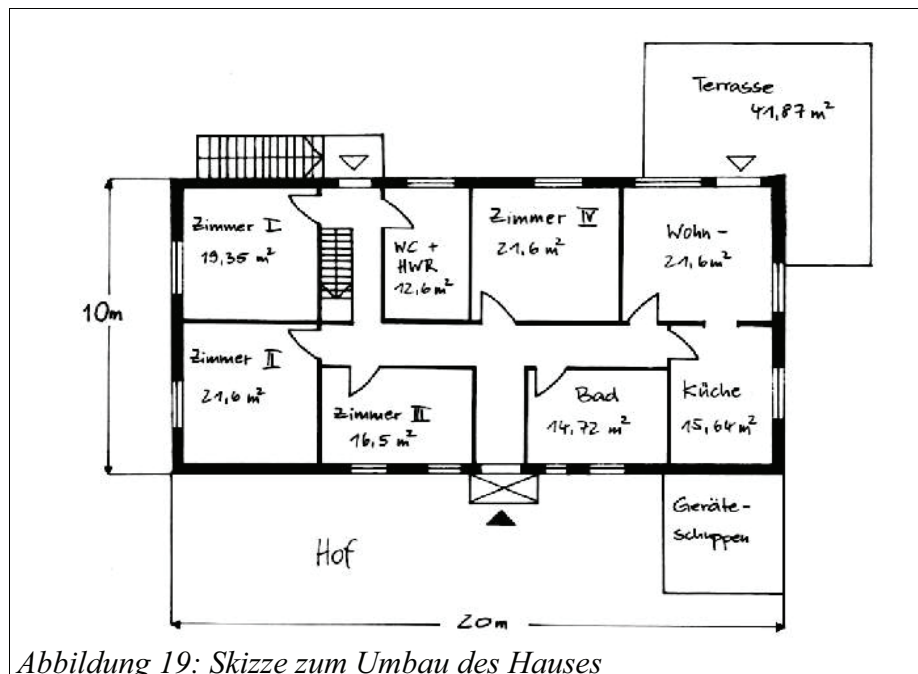 Terrasse
41,87 m²
Zimmer I
19,35 m²
WC +
HWR
12,6 m²
Zimmer IV
21,6 m²
Wohn-
21,6 m²
10m
Zimmer II
21,6 m²
Zimmer III
16,5 m²
Bad
14,72 m²
Küche
15,64 m²
Geräte-
schuppen
Hof
20m
Abbildung 19: Skizze zum Umbau des Hauses